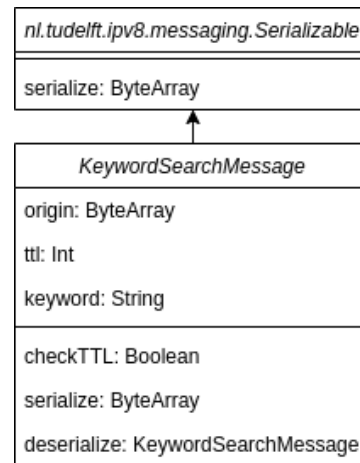 nl.tudelft.ipv8.messaging.Serializable
serialize: ByteArray
KeywordSearchMessage
origin: ByteArray
ttl: Int
keyword: String
checkTTL: Boolean
serialize: ByteArray
deserialize: KeywordSearchMessage